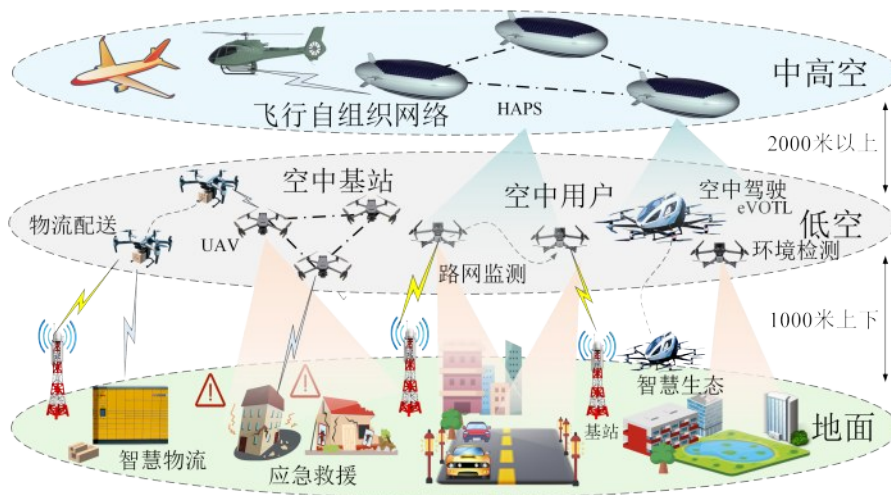 中高空
飞行自组织网络
HAPS
2000米以上
空中基站
空中用户
空中驾驶
eVOTL
物流配送
低空
UAV
环境检测
路网监测
1000米上下
智慧生态
基站
地面
智慧物流
应急救援